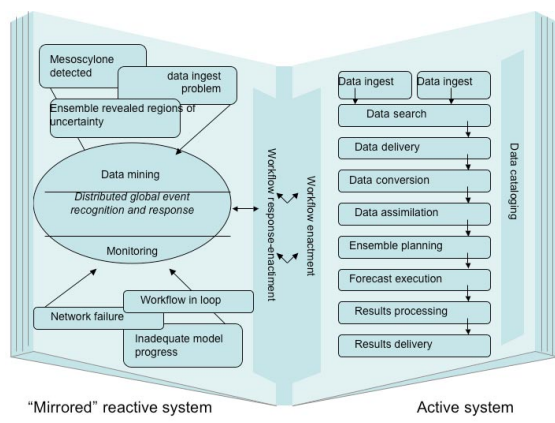 Mesoscylone
detected
data ingest
problem
Ensemble revealed regions of
uncertainty
Data mining
Distributed global event
recognition and response
Monitoring
Network failure
Workflow in loop
Inadequate model
progress
Workflow response-enactiment
Workflow enactment
Data ingest
Data ingest
Data search
Data delivery
Data conversion
Data assimilation
Ensemble planning
Forecast execution
Results processing
Results delivery
Data cataloging
“Mirrored” reactive system
Active system